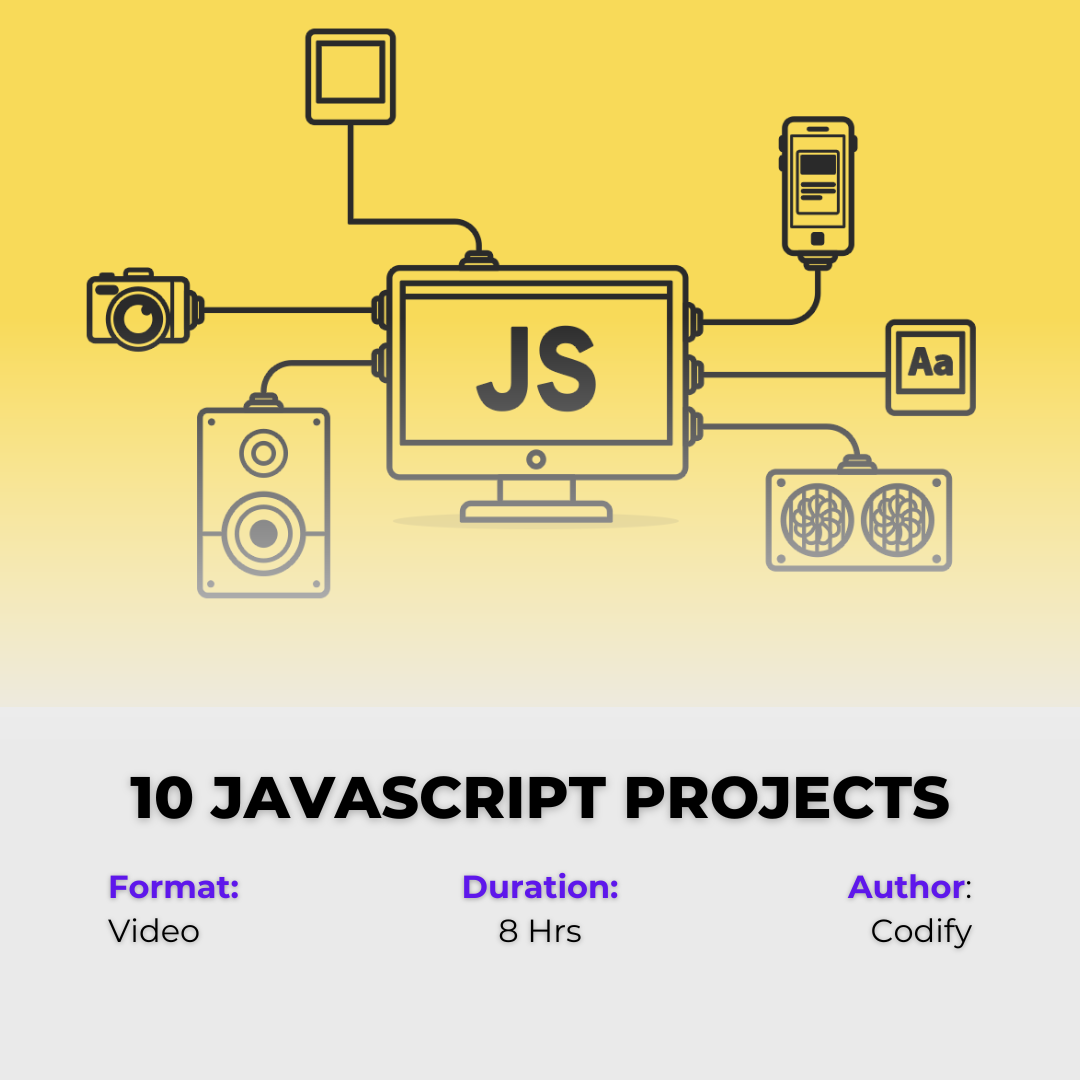 JS
Aa
10 JAVASCRIPT PROJECTS
Format:
Video
Duration:
8 Hrs
Author:
Codify